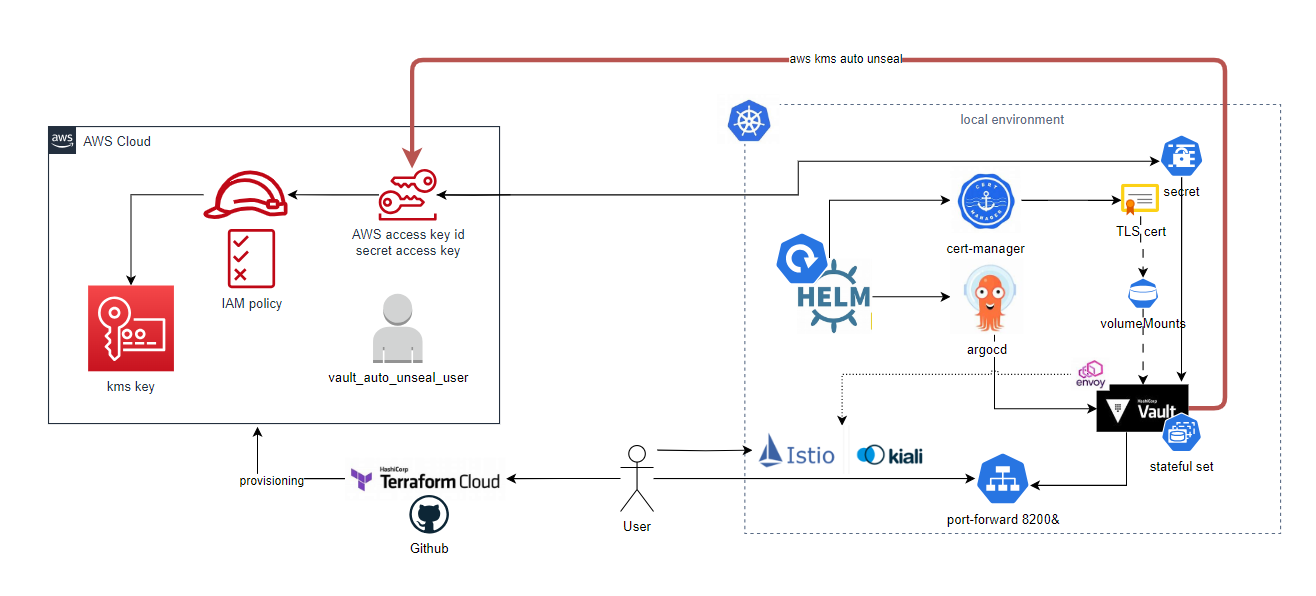 aws kms auto unseal
aws
AWS Cloud
local environment
AWS access key id
secret access key
IAM policy
kms key
vault_auto_unseal_user
secret
CERT
MANAGER
cert-manager
TLS cert
HELM
volumeMounts
argocd
envoy
HashiCorp
Vault
stateful set
Istio
kiali
provisioning
HashiCorp
Terraform Cloud
Github
User
port-forward 8200&